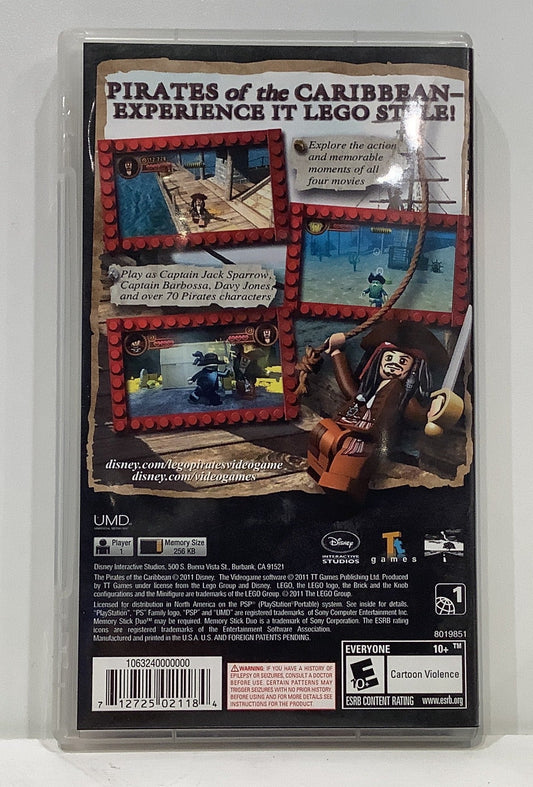 PIRATES of the CARIBBEAN–
EXPERIENCE IT LEGO STYLE!
Explore the action
and memorable
moments of all
four movies
Play as Captain Jack Sparrow,
Captain Barbossa, Davy Jones
and over 70 Pirates characters
disney.com/legopiratesvideogame
disney.com/videogames
UMD
Player
1
Memory Size
256 KB
Disney
INTERACTIVE
STUDIOS
Tt
games
Disney Interactive Studios, 500 S. Buena Vista St., Burbank, CA 91521
The Pirates of the Caribbean © 2011 Disney. The Videogame software © 2011 TT Games Publishing Ltd. Produced
by TT Games under license from the Lego Group and Disney. LEGO, the LEGO logo, the Brick and the Knob
configurations and the Minifigure are trademarks of the LEGO Group. © 2011 The LEGO Group.
Licensed for distribution in North America on the PSP® (PlayStation®Portable) system. See inside for details.
"PlayStation", "PS" Family logo, "PSP" and "UMD" are registered trademarks of Sony Computer Entertainment Inc.
Memory Stick Duo™ may be required. Memory Stick Duo is a trademark of Sony Corporation. The ESRB rating
icons are registered trademarks of the Entertainment Software Association.
Manufactured and printed in the U.S.A. U.S. AND FOREIGN PATENTS PENDING.
1
8019851
1063240000000
7 12725 02118 4
WARNING: IF YOU HAVE A HISTORY OF
EPILEPSY OR SEIZURES, CONSULT A DOCTOR
BEFORE USE. CERTAIN PATTERNS MAY
TRIGGER SEIZURES WITH NO PRIOR HISTORY.
BEFORE USING AND FOR MORE DETAILS SEE
INSTRUCTIONS FOR THIS PRODUCT.
EVERYONE 10+ ™
E
10+
Cartoon Violence
ESRB CONTENT RATING www.esrb.org